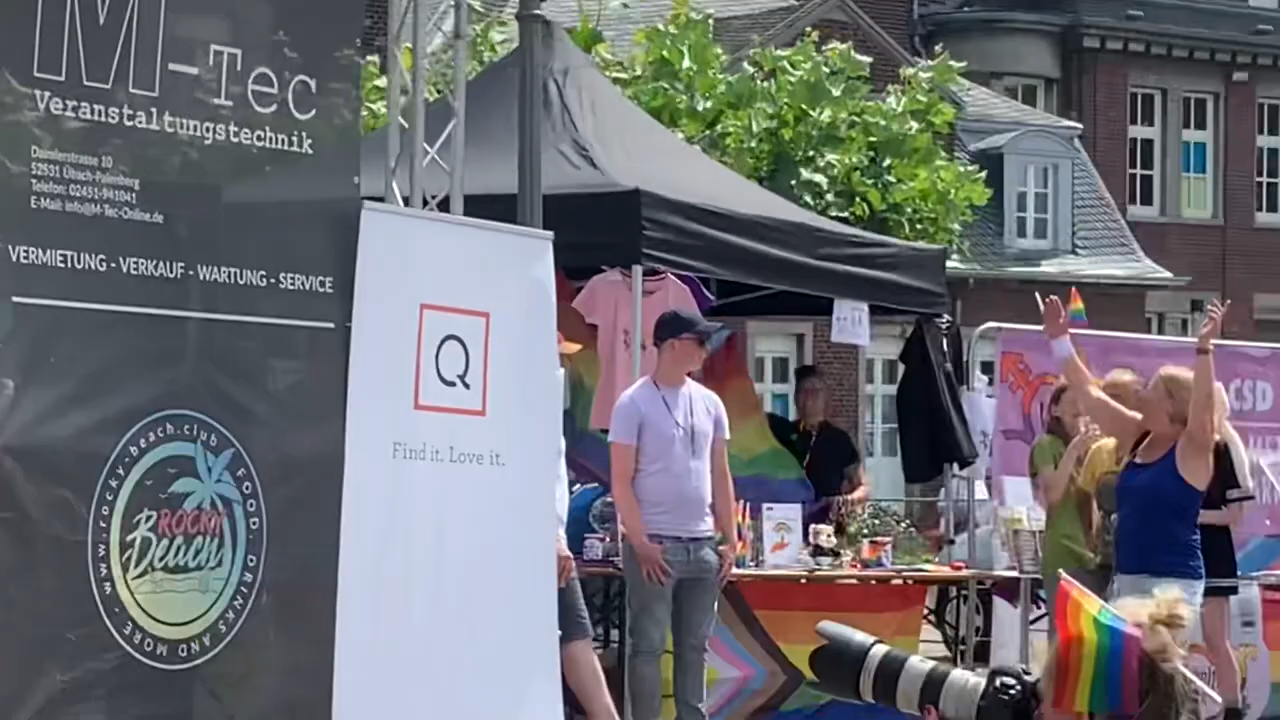 M-Tec
Veranstaltungstechnik
Daimlerstrasse 10
52531 Übach-Palenberg
Telefon: 02451-941041
E-Mail: info@M-Tec-Online.de
VERMIETUNG - VERKAUF - WARTUNG - SERVICE
www.rocky-beach.club
FOOD, DRINKS AND MORE
ROCKY
Beach
Q
Find it. Love it.
CSD